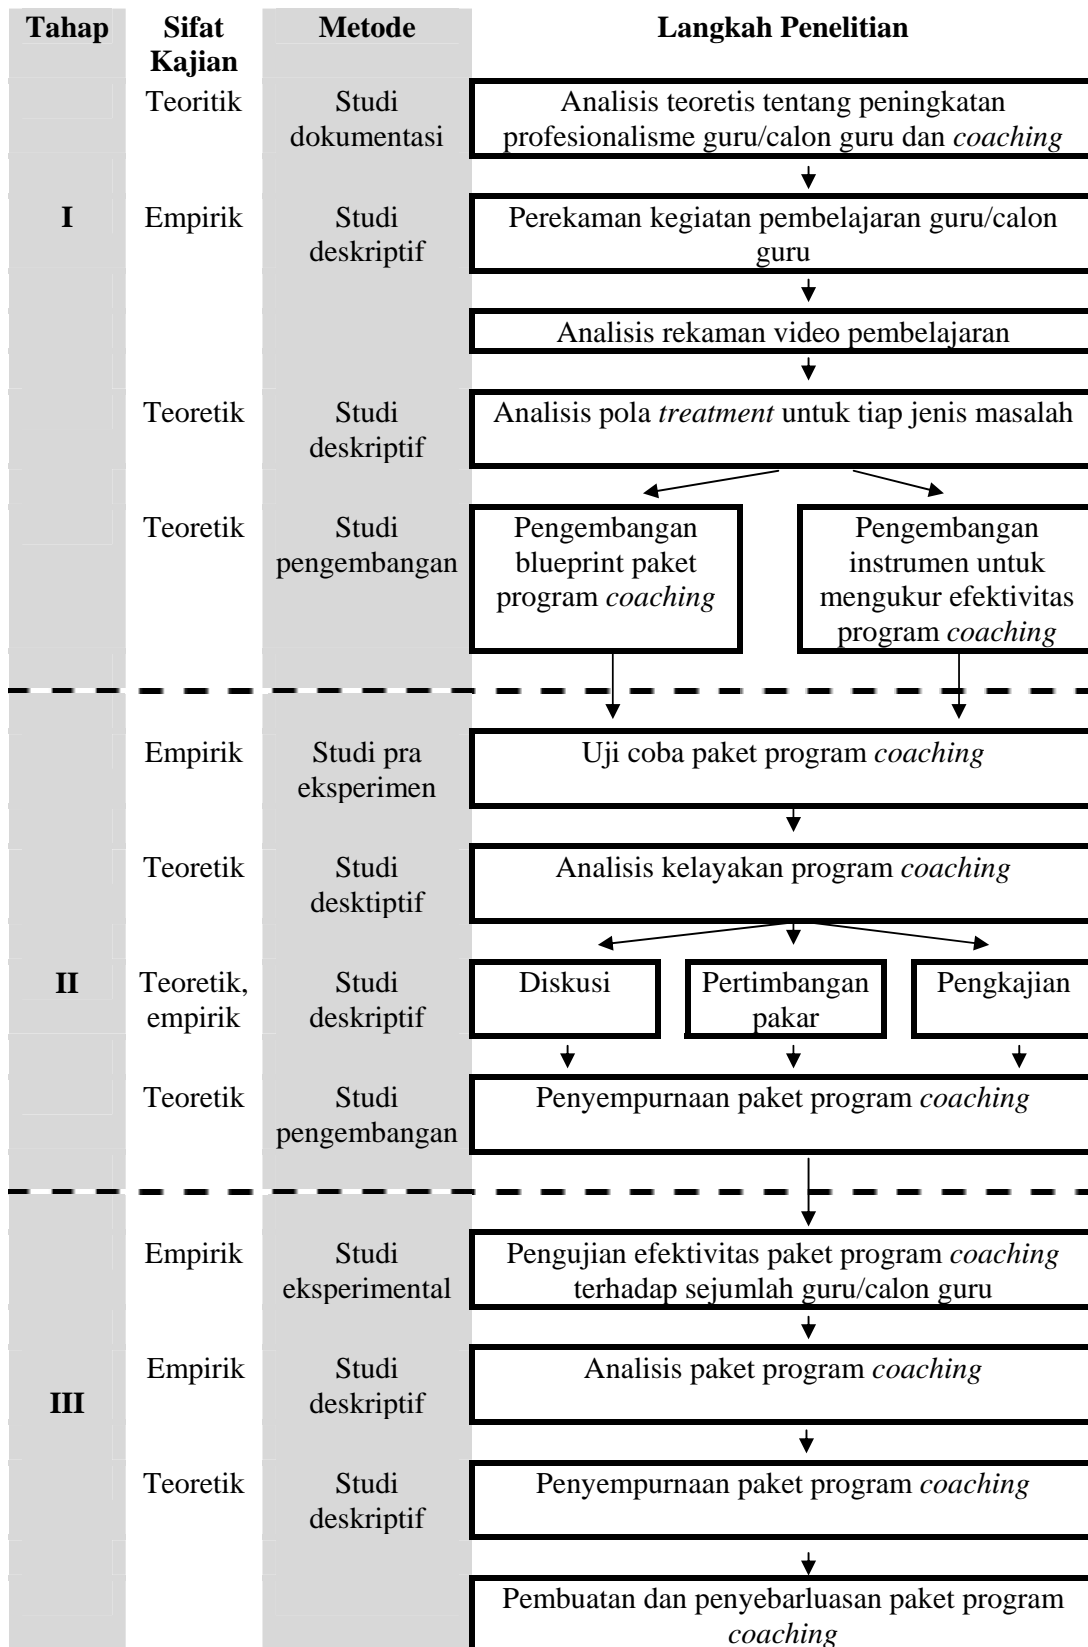 Tahap Sifat Kajian Metode Langkah Penelitian
Teoritik
Studi
dokumentasi
Analisis teoretis tentang peningkatan
profesionalisme guru/calon guru dan coaching
I
Empirik
Studi
deskriptif
Perekaman kegiatan pembelajaran guru/calon
guru
Analisis rekaman video pembelajaran
Teoretik
Studi
deskriptif
Analisis pola treatment untuk tiap jenis masalah
Teoretik
Studi
pengembangan
Pengembangan
blueprint paket
program coaching
Pengembangan
instrumen untuk
mengukur efektivitas
program coaching
Empirik
Studi pra
eksperimen
Uji coba paket program coaching
Teoretik
Studi
desktiptif
Analisis kelayakan program coaching
II
Teoretik,
empirik
Studi
deskriptif
Diskusi
Pertimbangan
pakar
Pengkajian
Teoretik
Studi
pengembangan
Penyempurnaan paket program coaching
Empirik
Studi
eksperimental
Pengujian efektivitas paket program coaching
terhadap sejumlah guru/calon guru
III
Empirik
Studi
deskriptif
Analisis paket program coaching
Teoretik
Studi
deskriptif
Penyempurnaan paket program coaching
Pembuatan dan penyebarluasan paket program
coaching